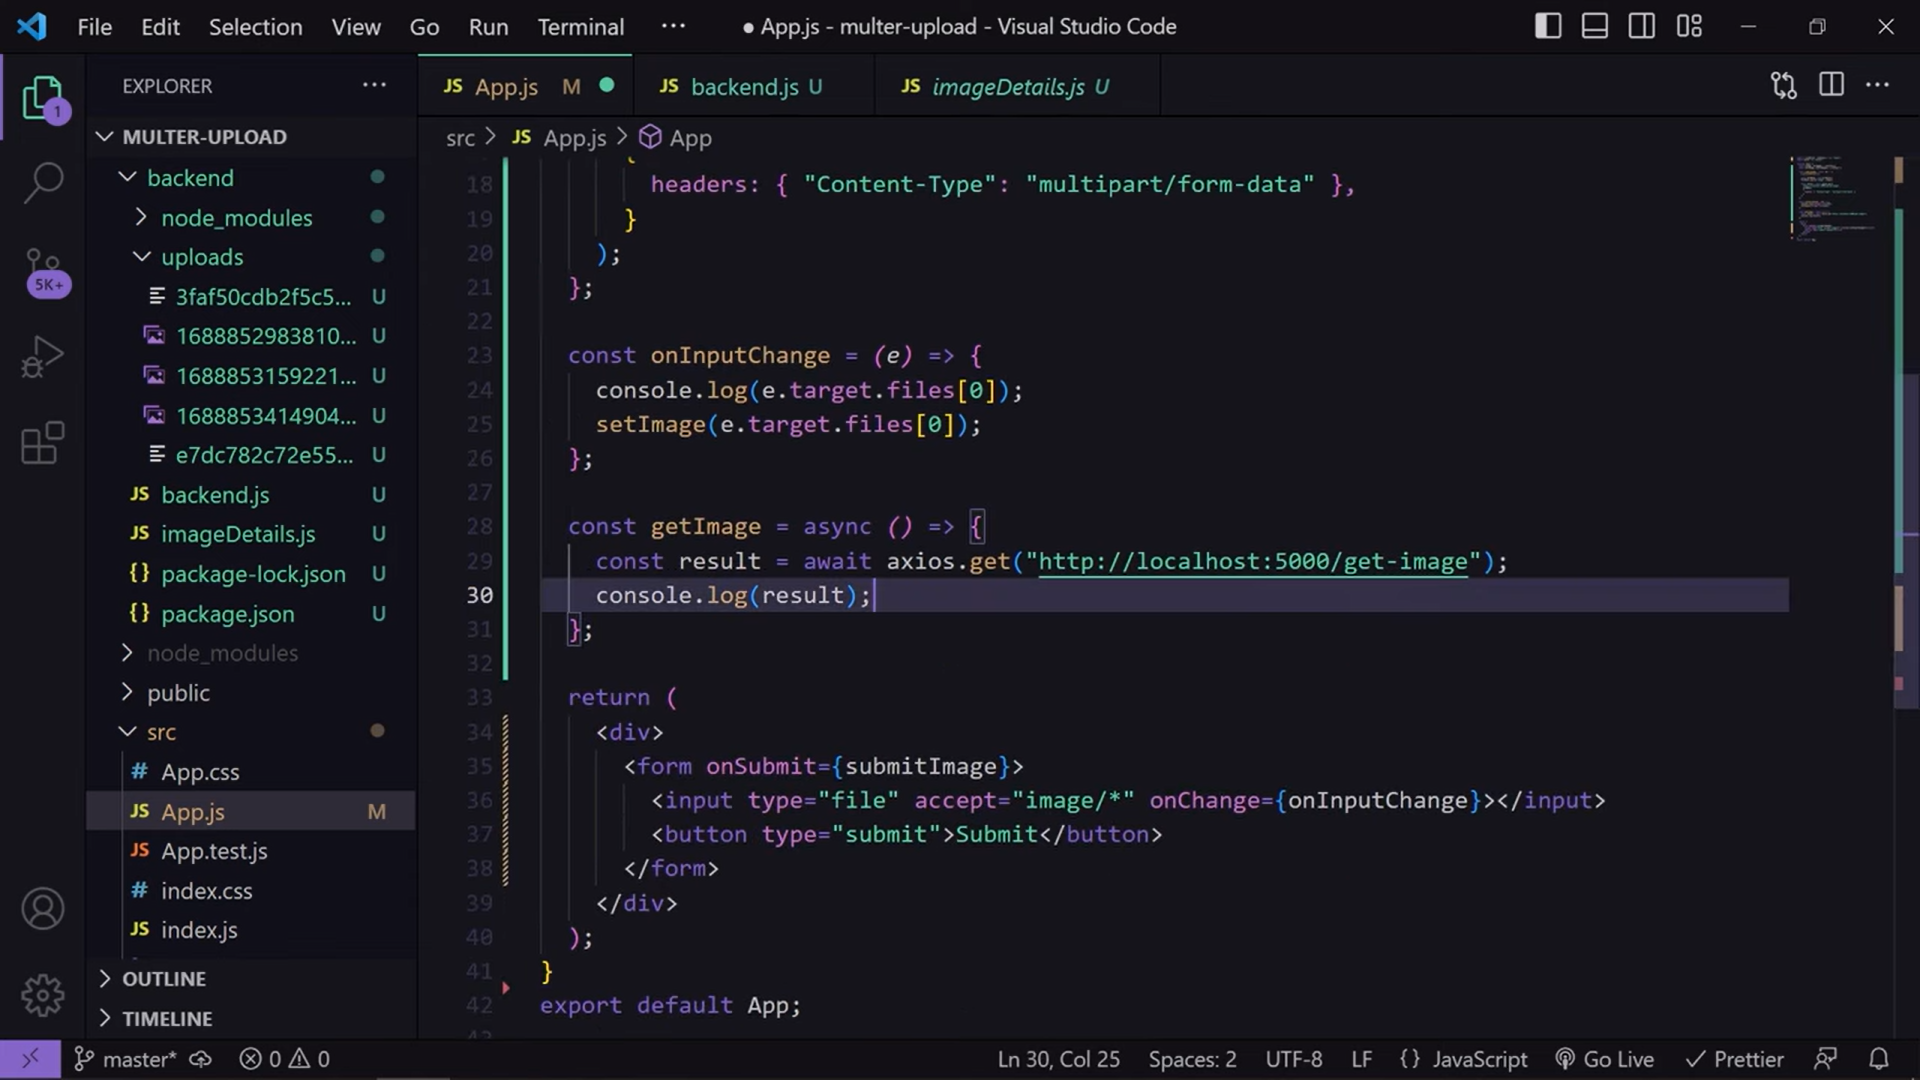 File Edit Selection View Go Run Terminal ··· ● App.js - multer-upload - Visual Studio Code
EXPLORER ···
JS App.js M
JS backend.js U
JS imageDetails.js U
MULTER-UPLOAD
src > JS App.js > App
backend
node_modules
uploads
3faf50cdb2f5c5... U
1688852983810... U
1688853159221... U
1688853414904... U
e7dc782c72e55... U
JS backend.js U
JS imageDetails.js U
{} package-lock.json U
{} package.json U
node_modules
public
src
# App.css
JS App.js M
JS App.test.js
# index.css
JS index.js
OUTLINE
TIMELINE
1
5K+
18 headers: { "Content-Type": "multipart/form-data" },
19 }
20 );
21 };
22
23 const onInputChange = (e) => {
24 console.log(e.target.files[0]);
25 setImage(e.target.files[0]);
26 };
27
28 const getImage = async () => {
29 const result = await axios.get("http://localhost:5000/get-image");
30 console.log(result);
31 };
32
33 return (
34 <div>
35 <form onSubmit={submitImage}>
36 <input type="file" accept="image/*" onChange={onInputChange}></input>
37 <button type="submit">Submit</button>
38 </form>
39 </div>
40 );
41 }
42 export default App;
master* 0 0 Ln 30, Col 25 Spaces: 2 UTF-8 LF {} JavaScript Go Live Prettier